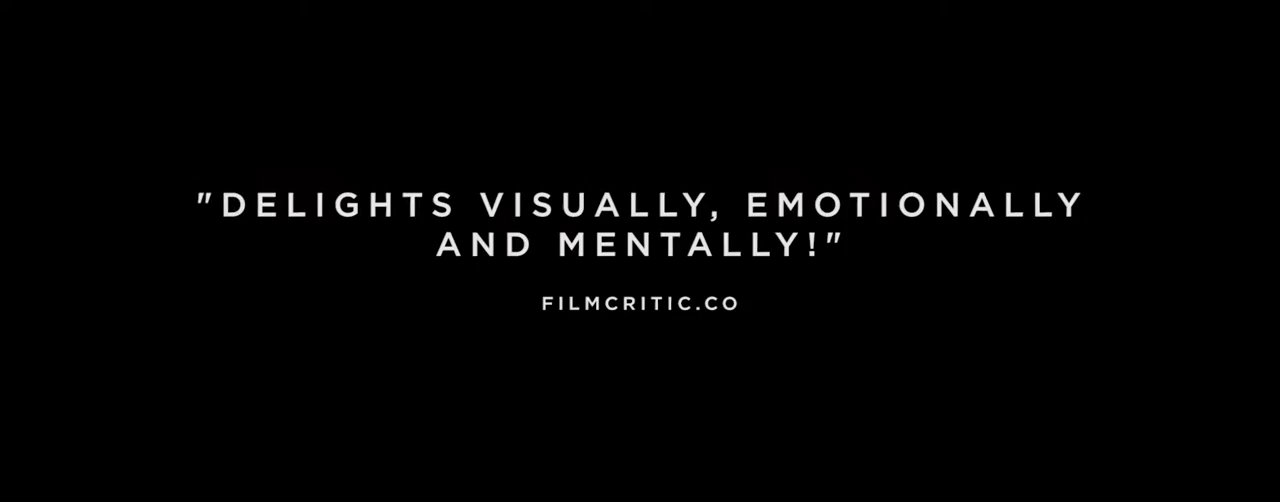 "DELIGHTS VISUALLY, EMOTIONALLY
AND MENTALLY!"
FILMCRITIC.CO